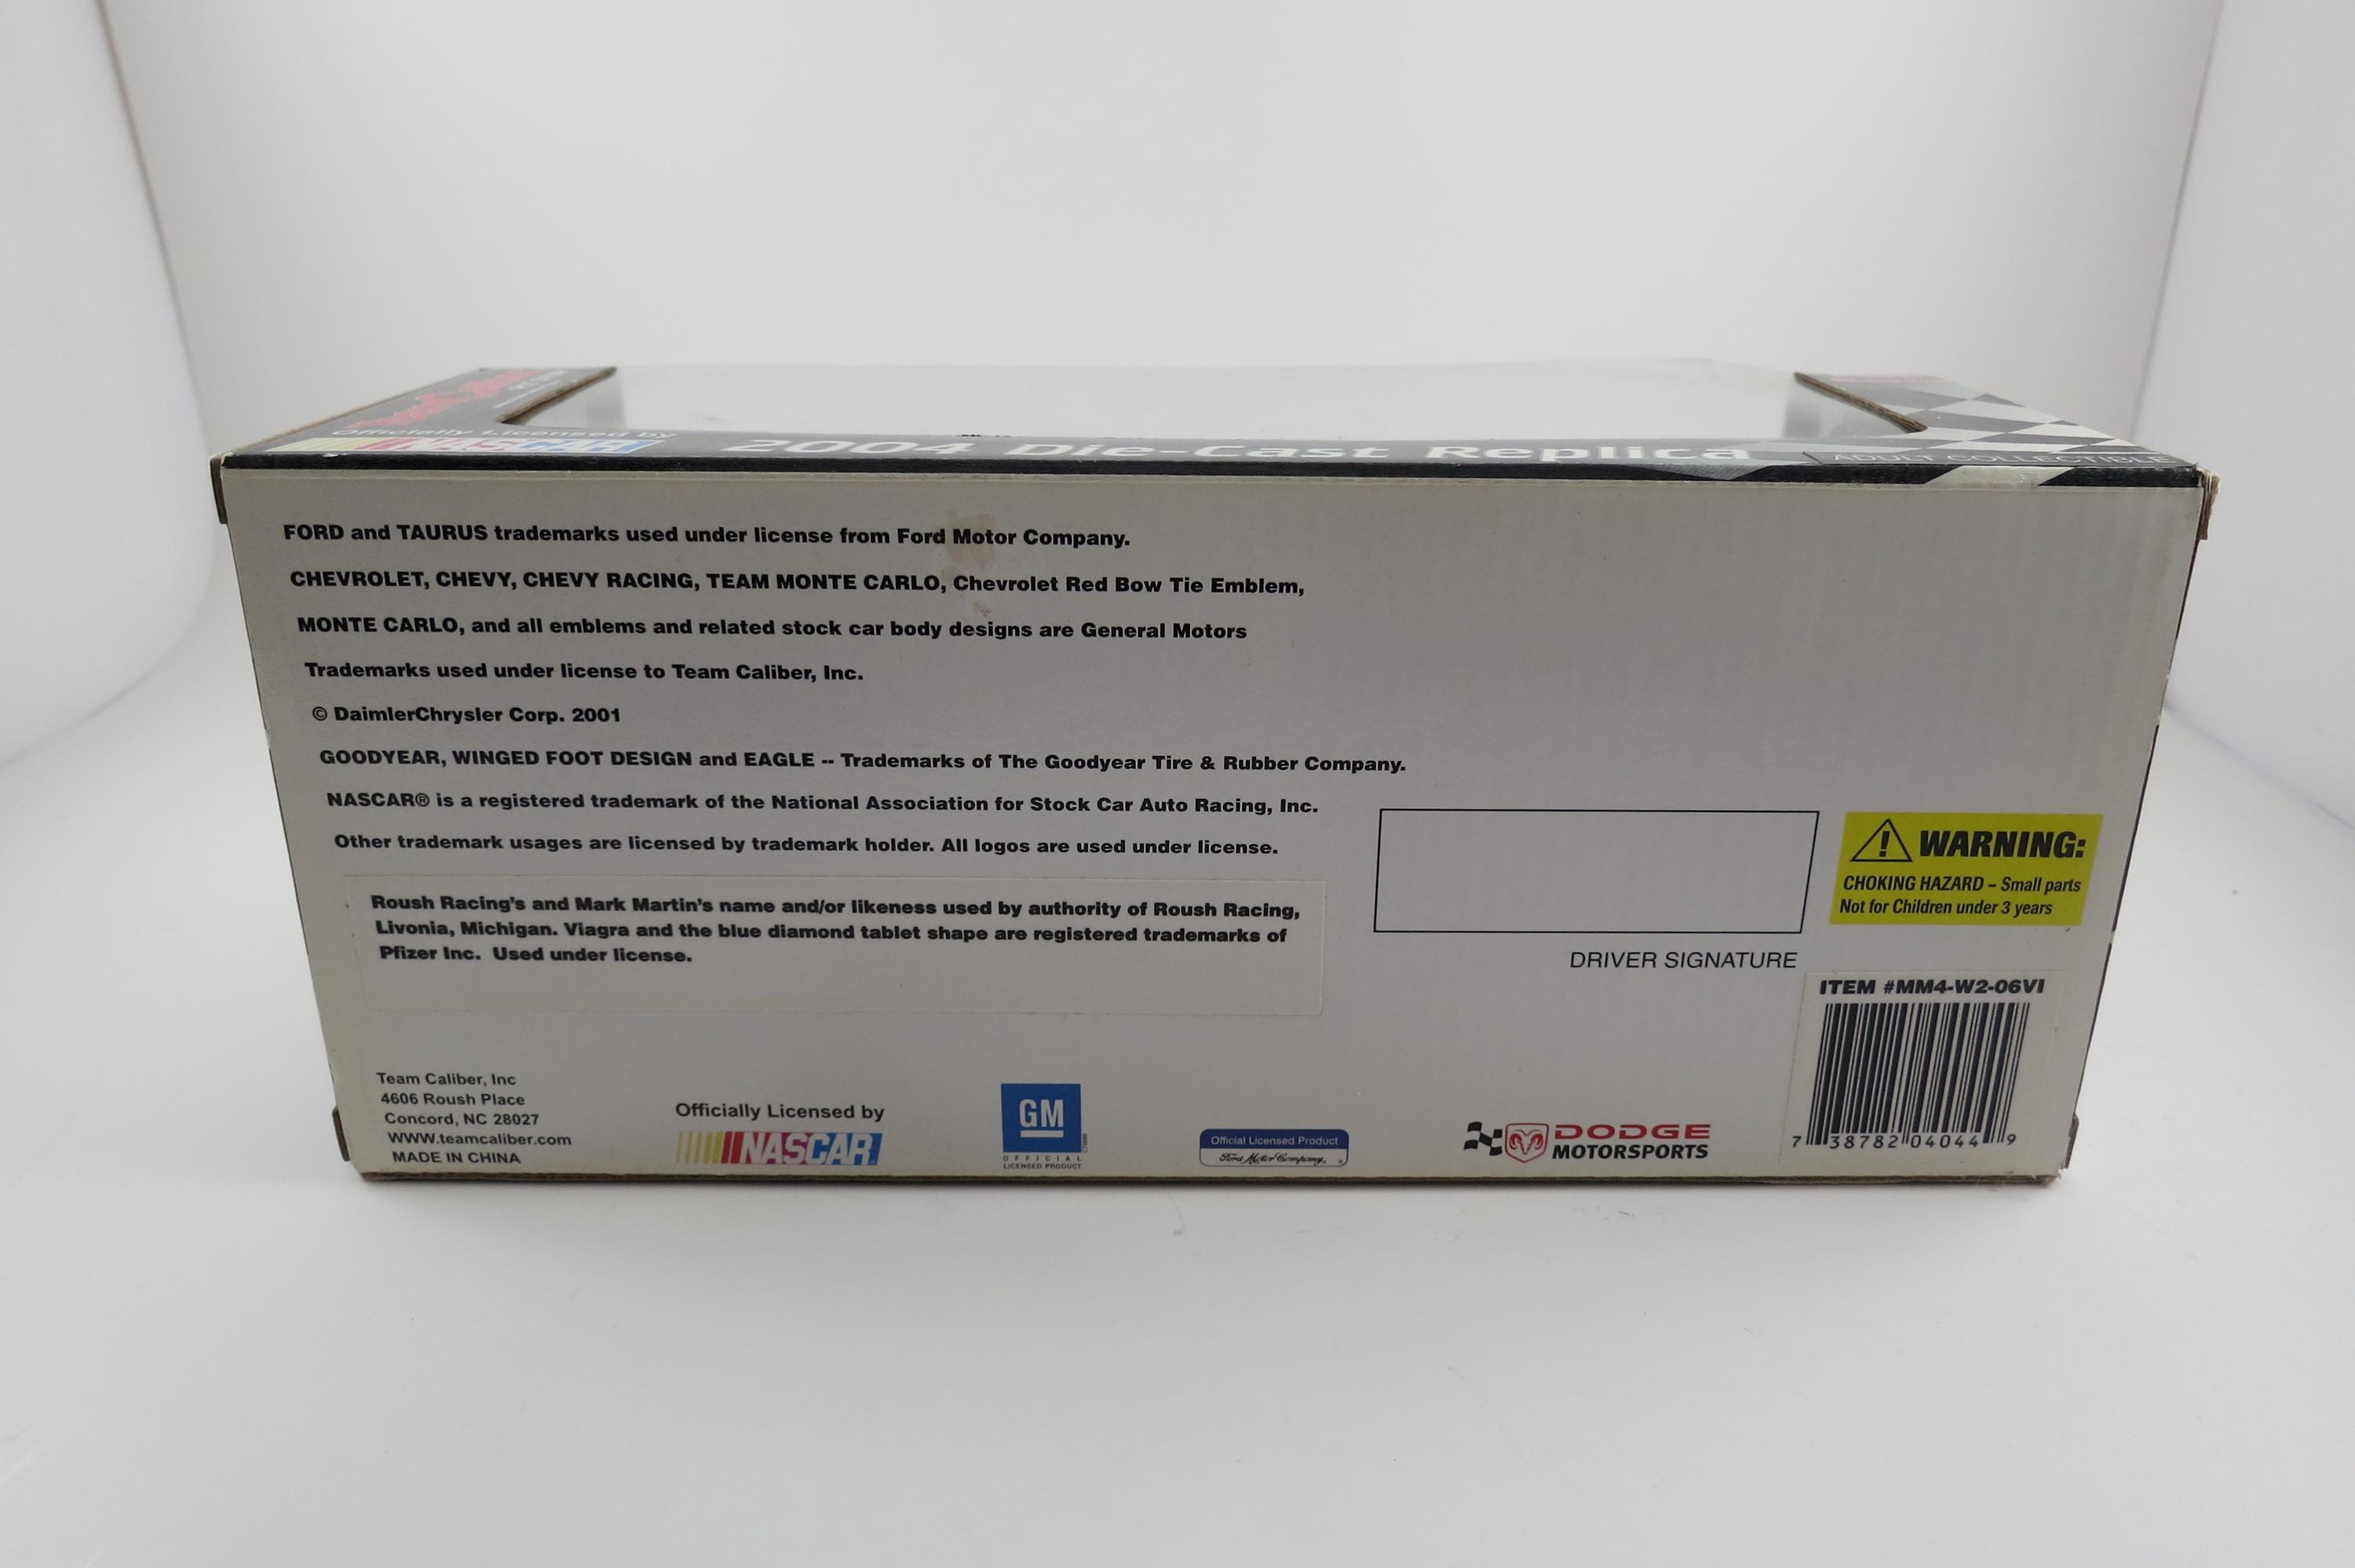 Officially Licensed by
NASCAR
2004 Die-Cast Replica
ADULT COLLECTIBLE
FORD and TAURUS trademarks used under license from Ford Motor Company.
CHEVROLET, CHEVY, CHEVY RACING, TEAM MONTE CARLO, Chevrolet Red Bow Tie Emblem,
MONTE CARLO, and all emblems and related stock car body designs are General Motors
Trademarks used under license to Team Caliber, Inc.
© DaimlerChrysler Corp. 2001
GOODYEAR, WINGED FOOT DESIGN and EAGLE -- Trademarks of The Goodyear Tire & Rubber Company.
NASCAR® is a registered trademark of the National Association for Stock Car Auto Racing, Inc.
Other trademark usages are licensed by trademark holder. All logos are used under license.
Roush Racing's and Mark Martin's name and/or likeness used by authority of Roush Racing,
Livonia, Michigan. Viagra and the blue diamond tablet shape are registered trademarks of
Pfizer Inc. Used under license.
DRIVER SIGNATURE
WARNING:
CHOKING HAZARD – Small parts
Not for Children under 3 years
ITEM #MM4-W2-06VI
7 38782 04044 9
Team Caliber, Inc
4606 Roush Place
Concord, NC 28027
WWW.teamcaliber.com
MADE IN CHINA
Officially Licensed by
NASCAR
GM
OFFICIAL
LICENSED PRODUCT
Official Licensed Product
Ford Motor Company
DODGE
MOTORSPORTS